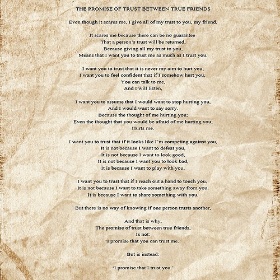 THE PROMISE OF TRUST BETWEEN TRUE FRIENDS
Even though it scares me, I give all of my trust to you, my friend.
It scares me because there can be no guarantee
That a person's trust will be returned,
Because giving all my trust to you
Means that I want you to trust me as much as I trust you.
I want you to trust that it is never my aim to hurt you,
I want you to feel confident that if I somehow hurt you,
You can talk to me,
And I will listen,
I want you to assume that I would want to stop hurting you,
And I would want to say sorry,
Because the thought of me hurting you;
Even the thought that you would be afraid of me hurting you,
Hurts me.
I want you to trust that if it looks like I'm competing against you,
It is not because I want to defeat you,
It is not because I want to look good,
It is not because I want you to look bad,
It is because I want to play with you.
I want you to trust that if I reach out a hand to touch you,
It is not because I want to take something away from you
It is because I want to share something with you.
But there is no way of knowing if one person trusts another.
And that is why,
The promise of trust between true friends,
Is not:
"I promise that you can trust me."
But is instead:
"I promise that I trust you"